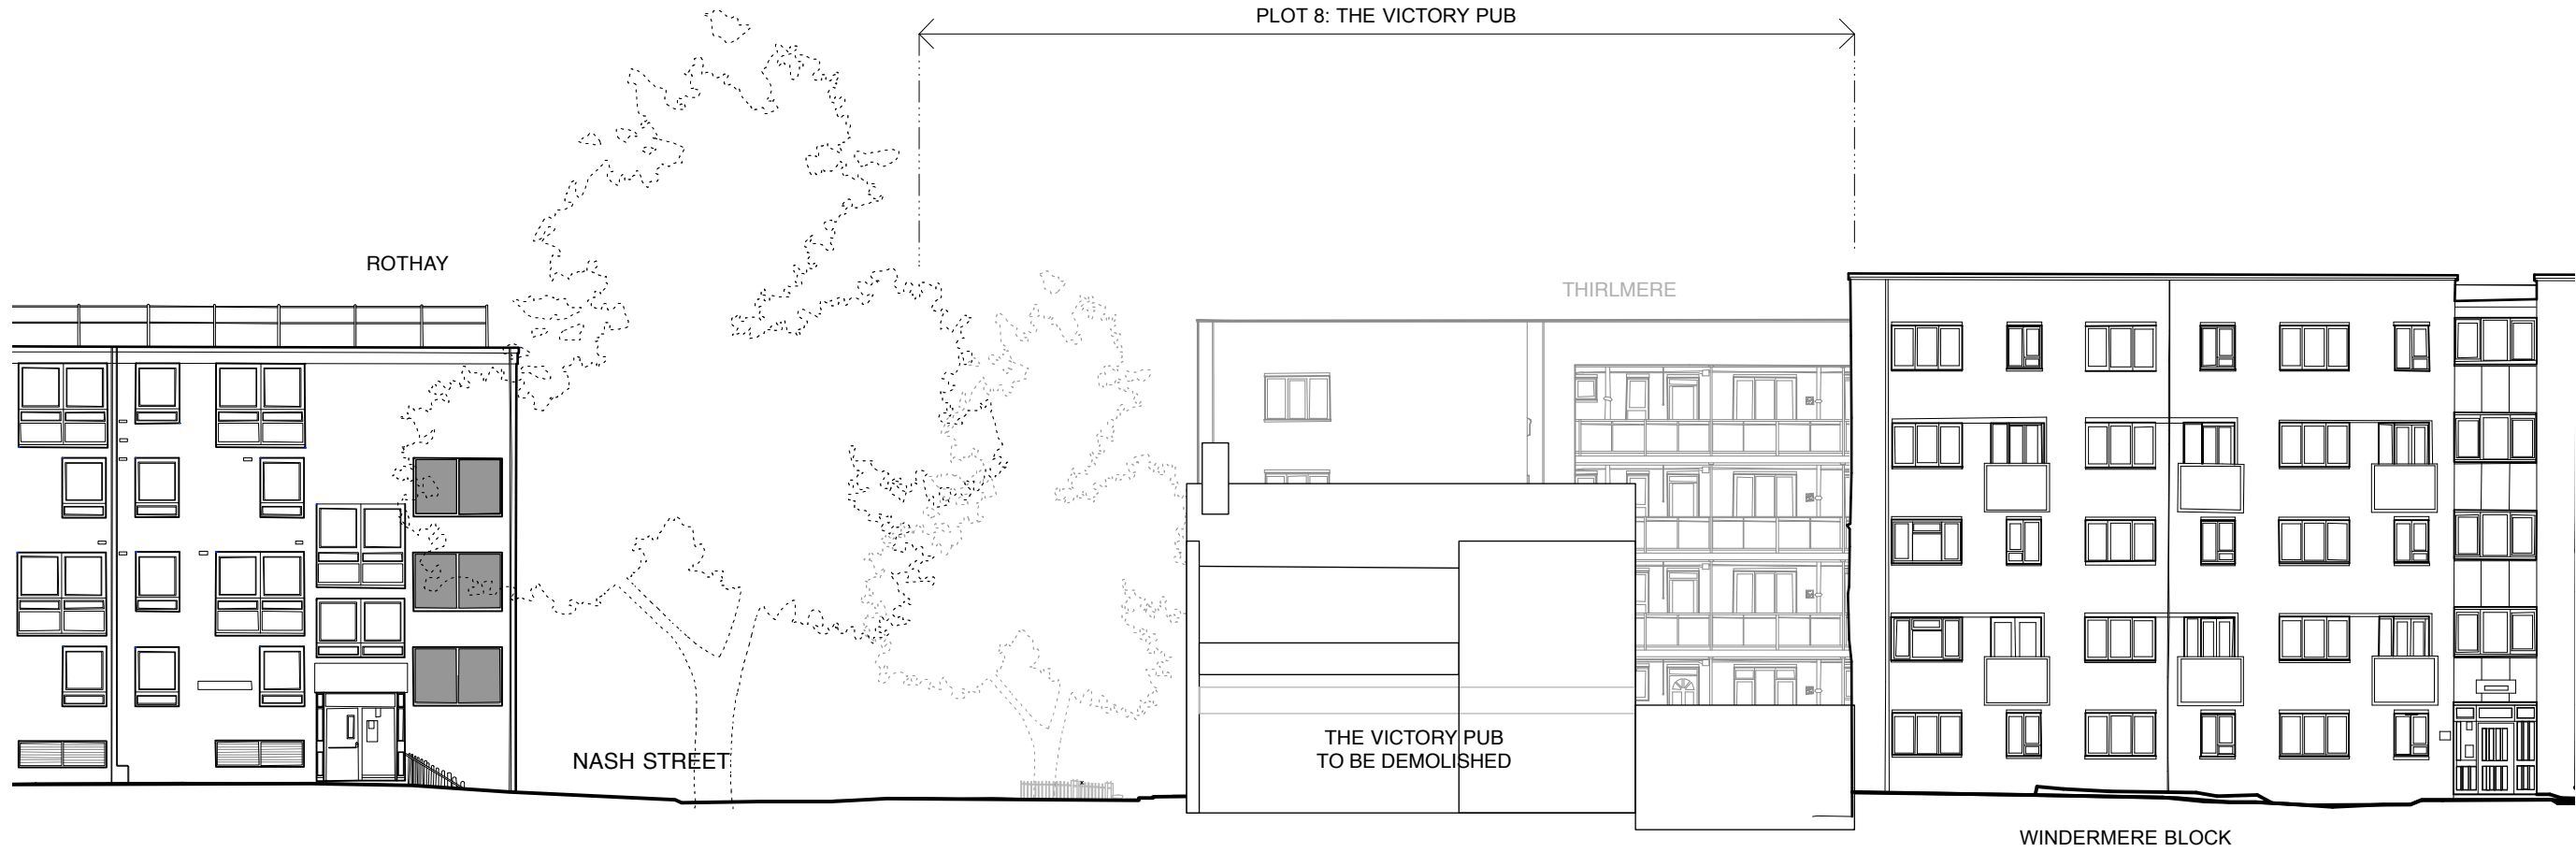 PLOT 8: THE VICTORY PUB
ROTHAY
THIRLMERE
NASH STREET
THE VICTORY PUB
TO BE DEMOLISHED
WINDERMERE BLOCK